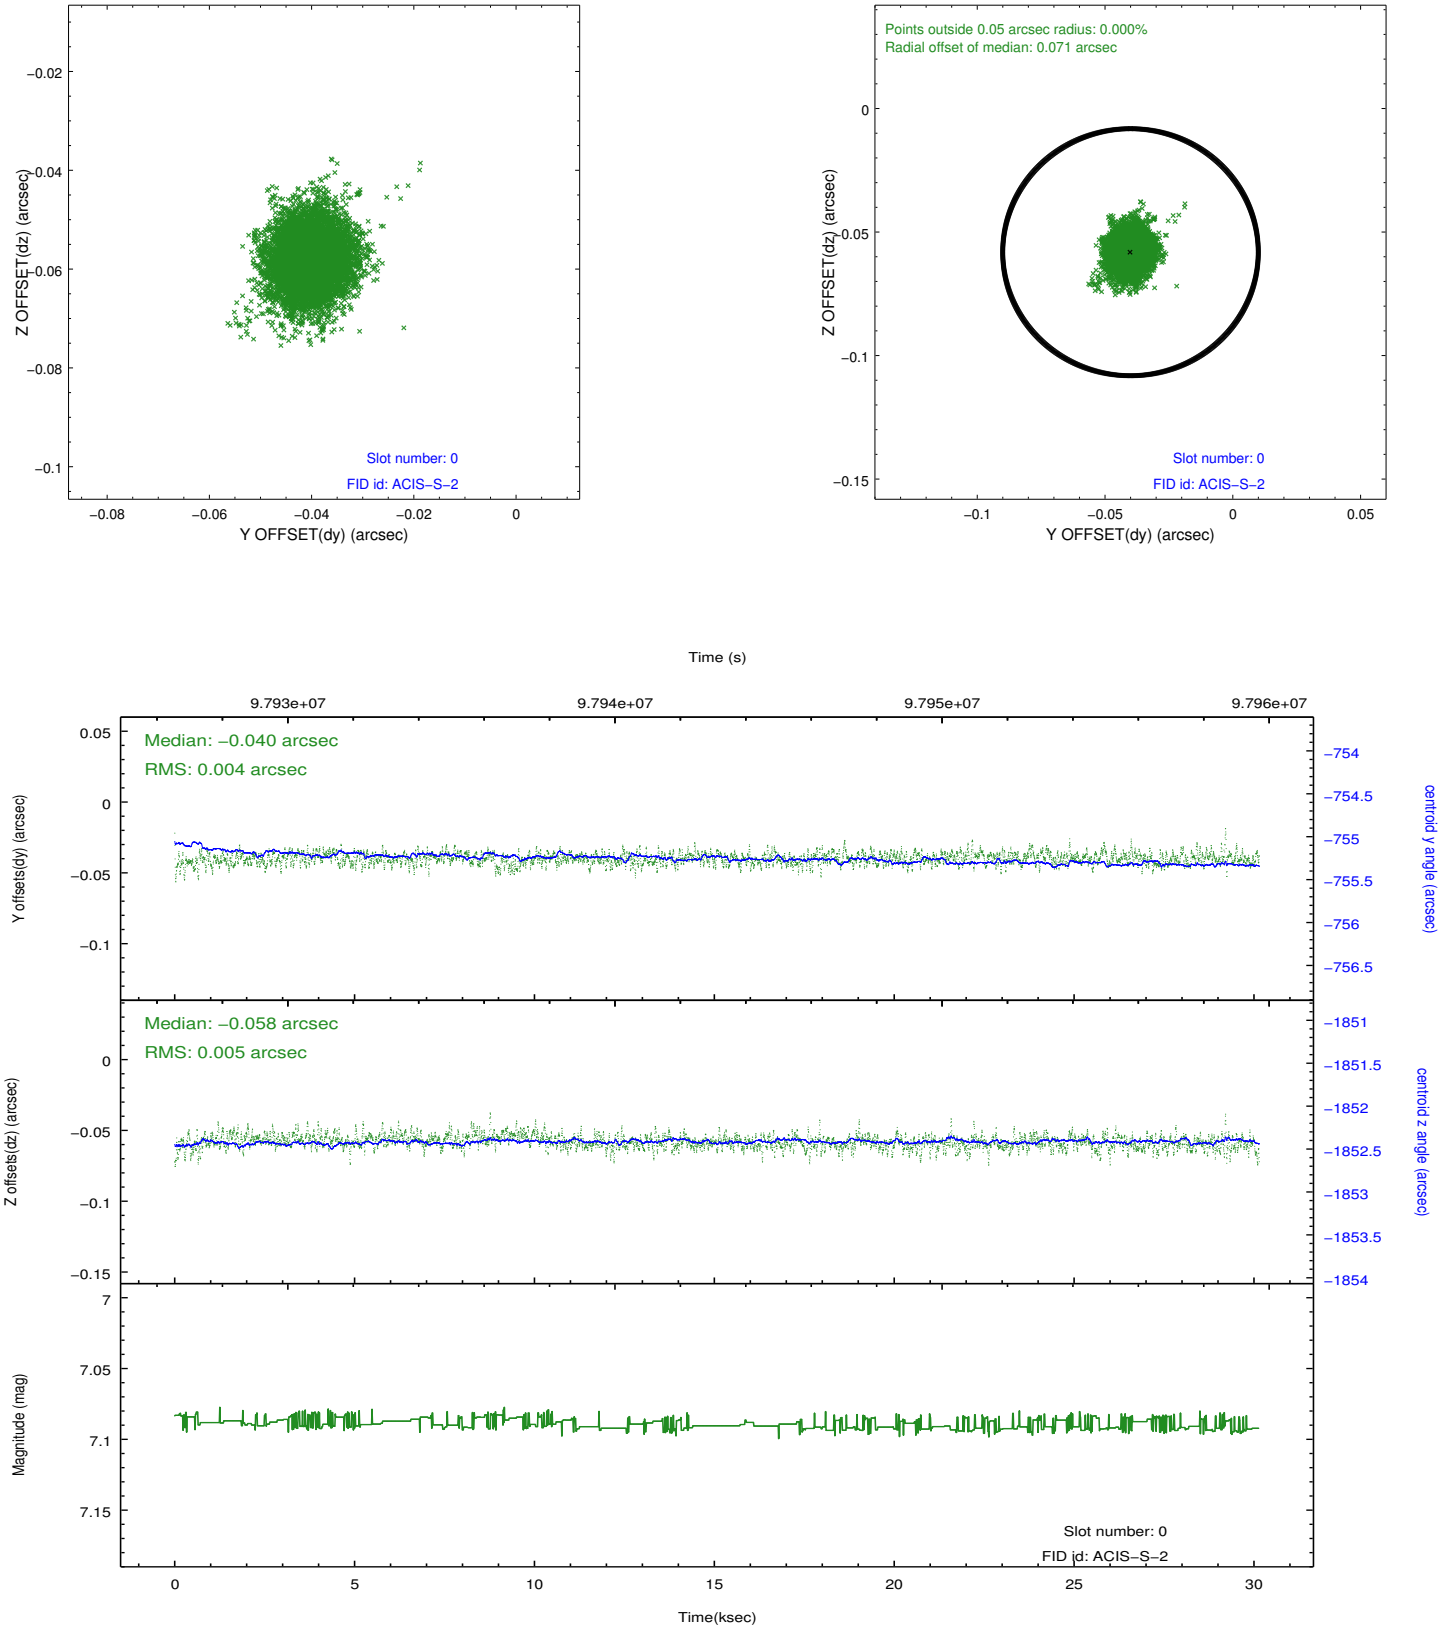 −0.02
−0.04
−0.06
−0.08
−0.1
Z OFFSET(dz) (arcsec)
Slot number: 0
FID id: ACIS−S−2
−0.08
−0.06
−0.04
−0.02
0
Y OFFSET(dy) (arcsec)
Points outside 0.05 arcsec radius: 0.000%
Radial offset of median: 0.071 arcsec
0
−0.05
−0.1
−0.15
Z OFFSET(dz) (arcsec)
Slot number: 0
FID id: ACIS−S−2
−0.1
−0.05
0
0.05
Y OFFSET(dy) (arcsec)
Time (s)
9.793e+07
9.794e+07
9.795e+07
9.796e+07
Median: −0.040 arcsec
RMS: 0.004 arcsec
0.05
0
−0.05
−0.1
Y offsets(dy) (arcsec)
−754
−754.5
−755
−755.5
−756
−756.5
centroid y angle (arcsec)
Median: −0.058 arcsec
RMS: 0.005 arcsec
0
−0.05
−0.1
−0.15
Z offsets(dz) (arcsec)
−1851
−1851.5
−1852
−1852.5
−1853
−1853.5
−1854
centroid z angle (arcsec)
7
7.05
7.1
7.15
Magnitude (mag)
Slot number: 0
FID id: ACIS−S−2
0
5
10
15
20
25
30
Time(ksec)